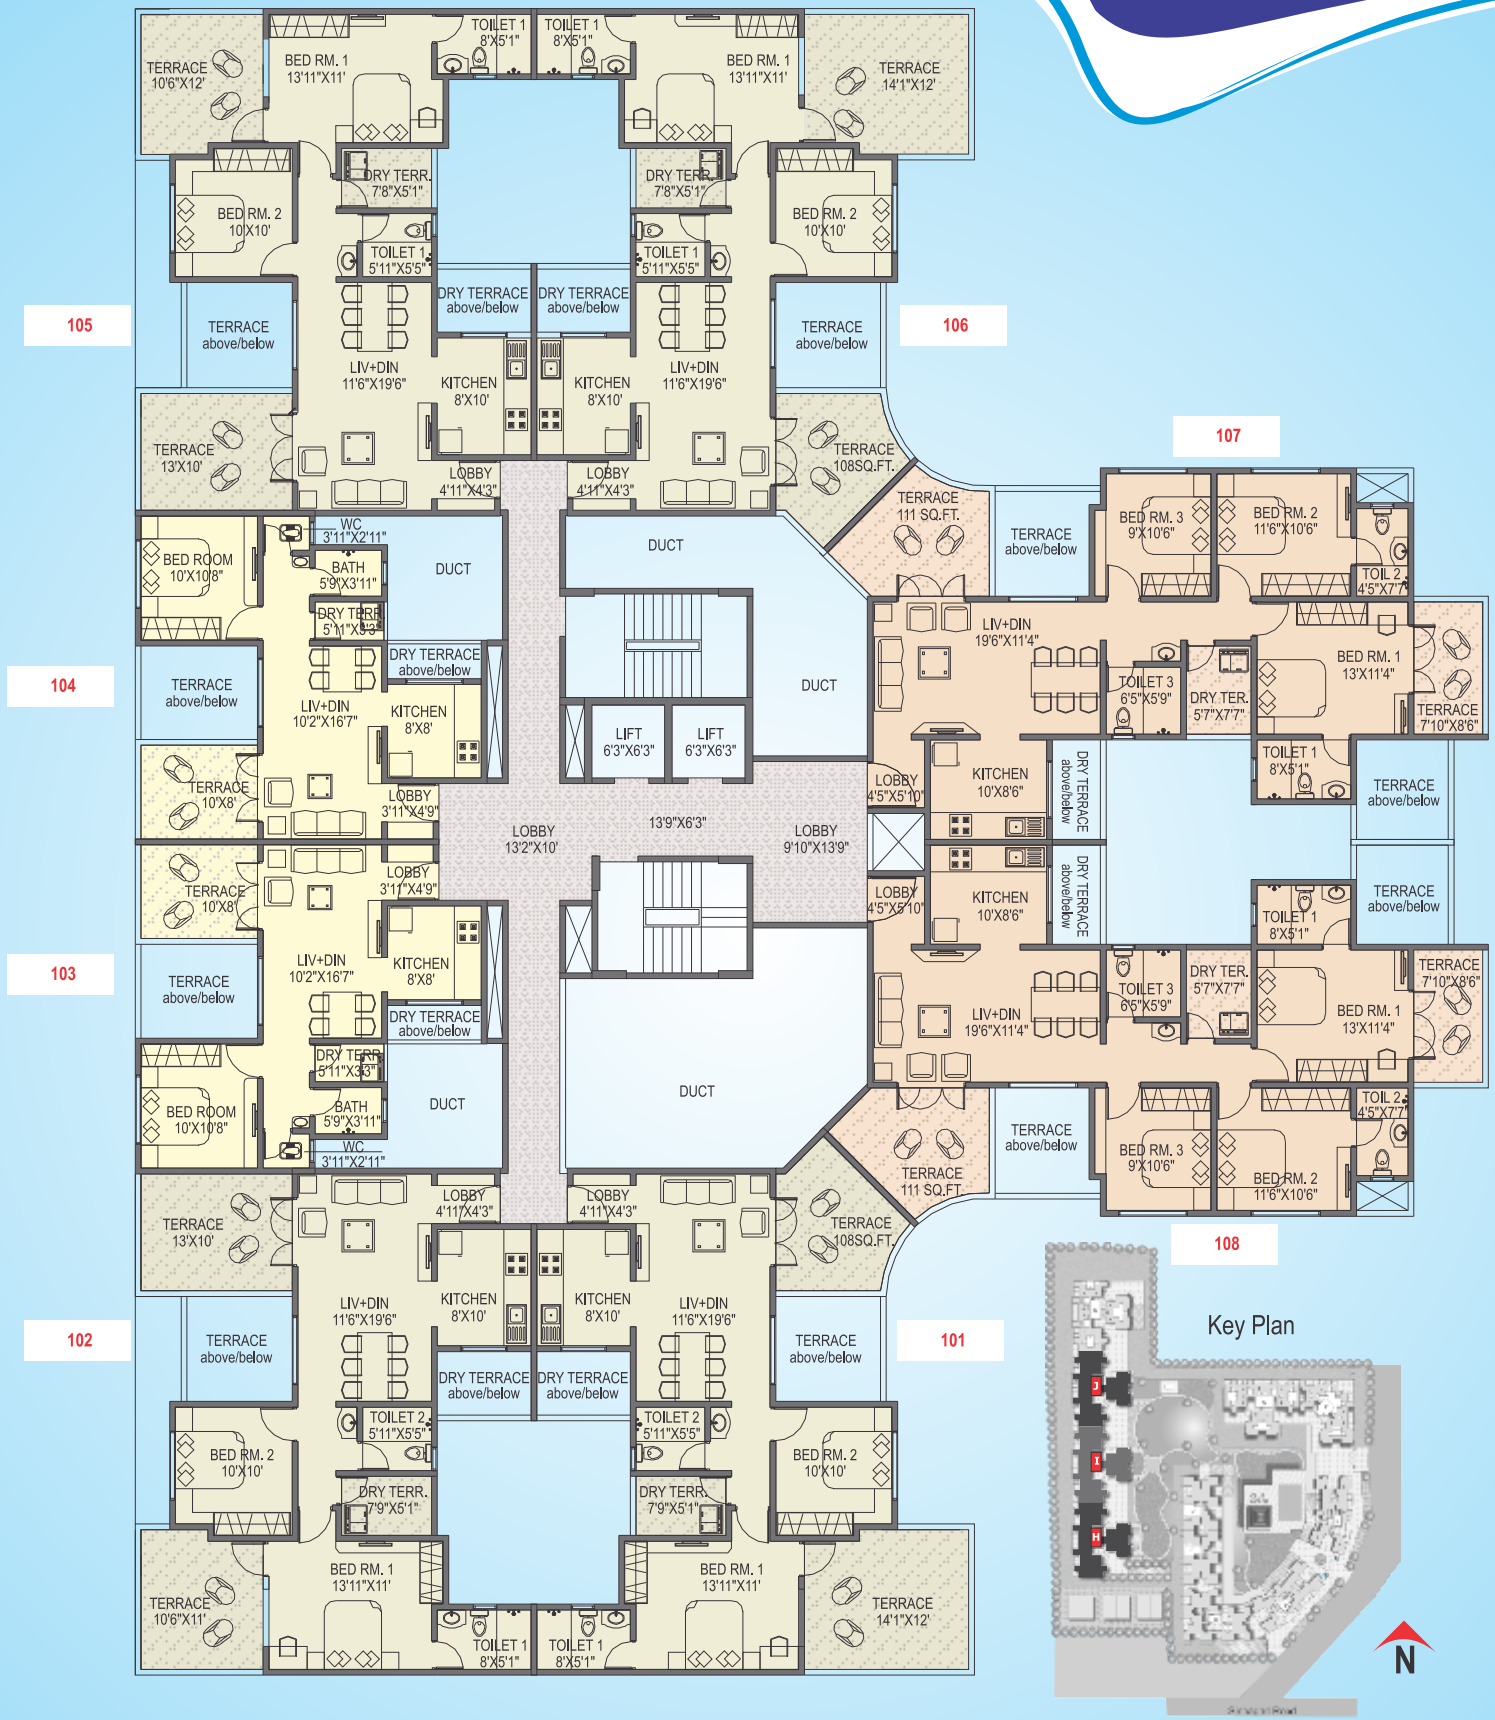 TOILET 1
8'X5'1"
TOILET 1
8'X5'1"
BED RM. 1
13'11"X11'
BED RM. 1
13'11"X11'
TERRACE
10'6"X12'
TERRACE
14'1"X12'
DRY TERR.
7'8"X5'1"
DRY TERR.
7'8"X5'1"
BED RM. 2
10'X10'
BED RM. 2
10'X10'
TOILET 1
5'11"X5'5"
TOILET 1
5'11"X5'5"
DRY TERRACE
above/below
DRY TERRACE
above/below
105
TERRACE
above/below
TERRACE
above/below
106
LIV+DIN
11'6"X19'6"
KITCHEN
8'X10'
KITCHEN
8'X10'
LIV+DIN
11'6"X19'6"
TERRACE
13'X10'
LOBBY
4'11"X4'3"
LOBBY
4'11"X4'3"
TERRACE
108SQ.FT.
107
TERRACE
111 SQ.FT.
TERRACE
above/below
BED RM. 3
9'X10'6"
BED RM. 2
11'6"X10'6"
TOIL 2
4'5"X7'7"
WC
3'11"X2'11"
BED ROOM
10'X10'8"
BATH
5'9"X3'11"
DUCT
DUCT
DRY TERR
5'11"X3'3"
DRY TERRACE
above/below
104
TERRACE
above/below
LIV+DIN
10'2"X16'7"
KITCHEN
8'X8'
DUCT
LIFT
6'3"X6'3"
LIFT
6'3"X6'3"
LIV+DIN
19'6"X11'4"
TOILET 3
6'5"X5'9"
DRY TER.
5'7"X7'7"
BED RM. 1
13'X11'4"
TERRACE
7'10"X8'6"
TERRACE
10'X8'
LOBBY
3'11"X4'9"
LOBBY
4'5"X5'10"
KITCHEN
10'X8'6"
DRY TERRACE
above/below
TOILET 1
8'X5'1"
TERRACE
above/below
LOBBY
13'2"X10'
13'9"X6'3"
LOBBY
9'10"X13'9"
TERRACE
10'X8'
LOBBY
3'11"X4'9"
LOBBY
4'5"X5'10"
KITCHEN
10'X8'6"
DRY TERRACE
above/below
TOILET 1
8'X5'1"
TERRACE
above/below
103
TERRACE
above/below
LIV+DIN
10'2"X16'7"
KITCHEN
8'X8'
DRY TERRACE
above/below
LIV+DIN
19'6"X11'4"
TOILET 3
6'5"X5'9"
DRY TER.
5'7"X7'7"
BED RM. 1
13'X11'4"
TERRACE
7'10"X8'6"
DRY TERR
5'11"X3'3"
BED ROOM
10'X10'8"
BATH
5'9"X3'11"
WC
3'11"X2'11"
DUCT
DUCT
TERRACE
above/below
BED RM. 3
9'X10'6"
BED RM. 2
11'6"X10'6"
TOIL 2
4'5"X7'7"
TERRACE
111 SQ.FT.
TERRACE
13'X10'
LOBBY
4'11"X4'3"
LOBBY
4'11"X4'3"
TERRACE
108SQ.FT.
108
LIV+DIN
11'6"X19'6"
KITCHEN
8'X10'
KITCHEN
8'X10'
LIV+DIN
11'6"X19'6"
102
TERRACE
above/below
TERRACE
above/below
101
DRY TERRACE
above/below
DRY TERRACE
above/below
TOILET 2
5'11"X5'5"
TOILET 2
5'11"X5'5"
BED RM. 2
10'X10'
BED RM. 2
10'X10'
DRY TERR.
7'9"X5'1"
DRY TERR.
7'9"X5'1"
BED RM. 1
13'11"X11'
BED RM. 1
13'11"X11'
TERRACE
10'6"X11'
TERRACE
14'1"X12'
TOILET 1
8'X5'1"
TOILET 1
8'X5'1"
Key Plan
J
I
H
N